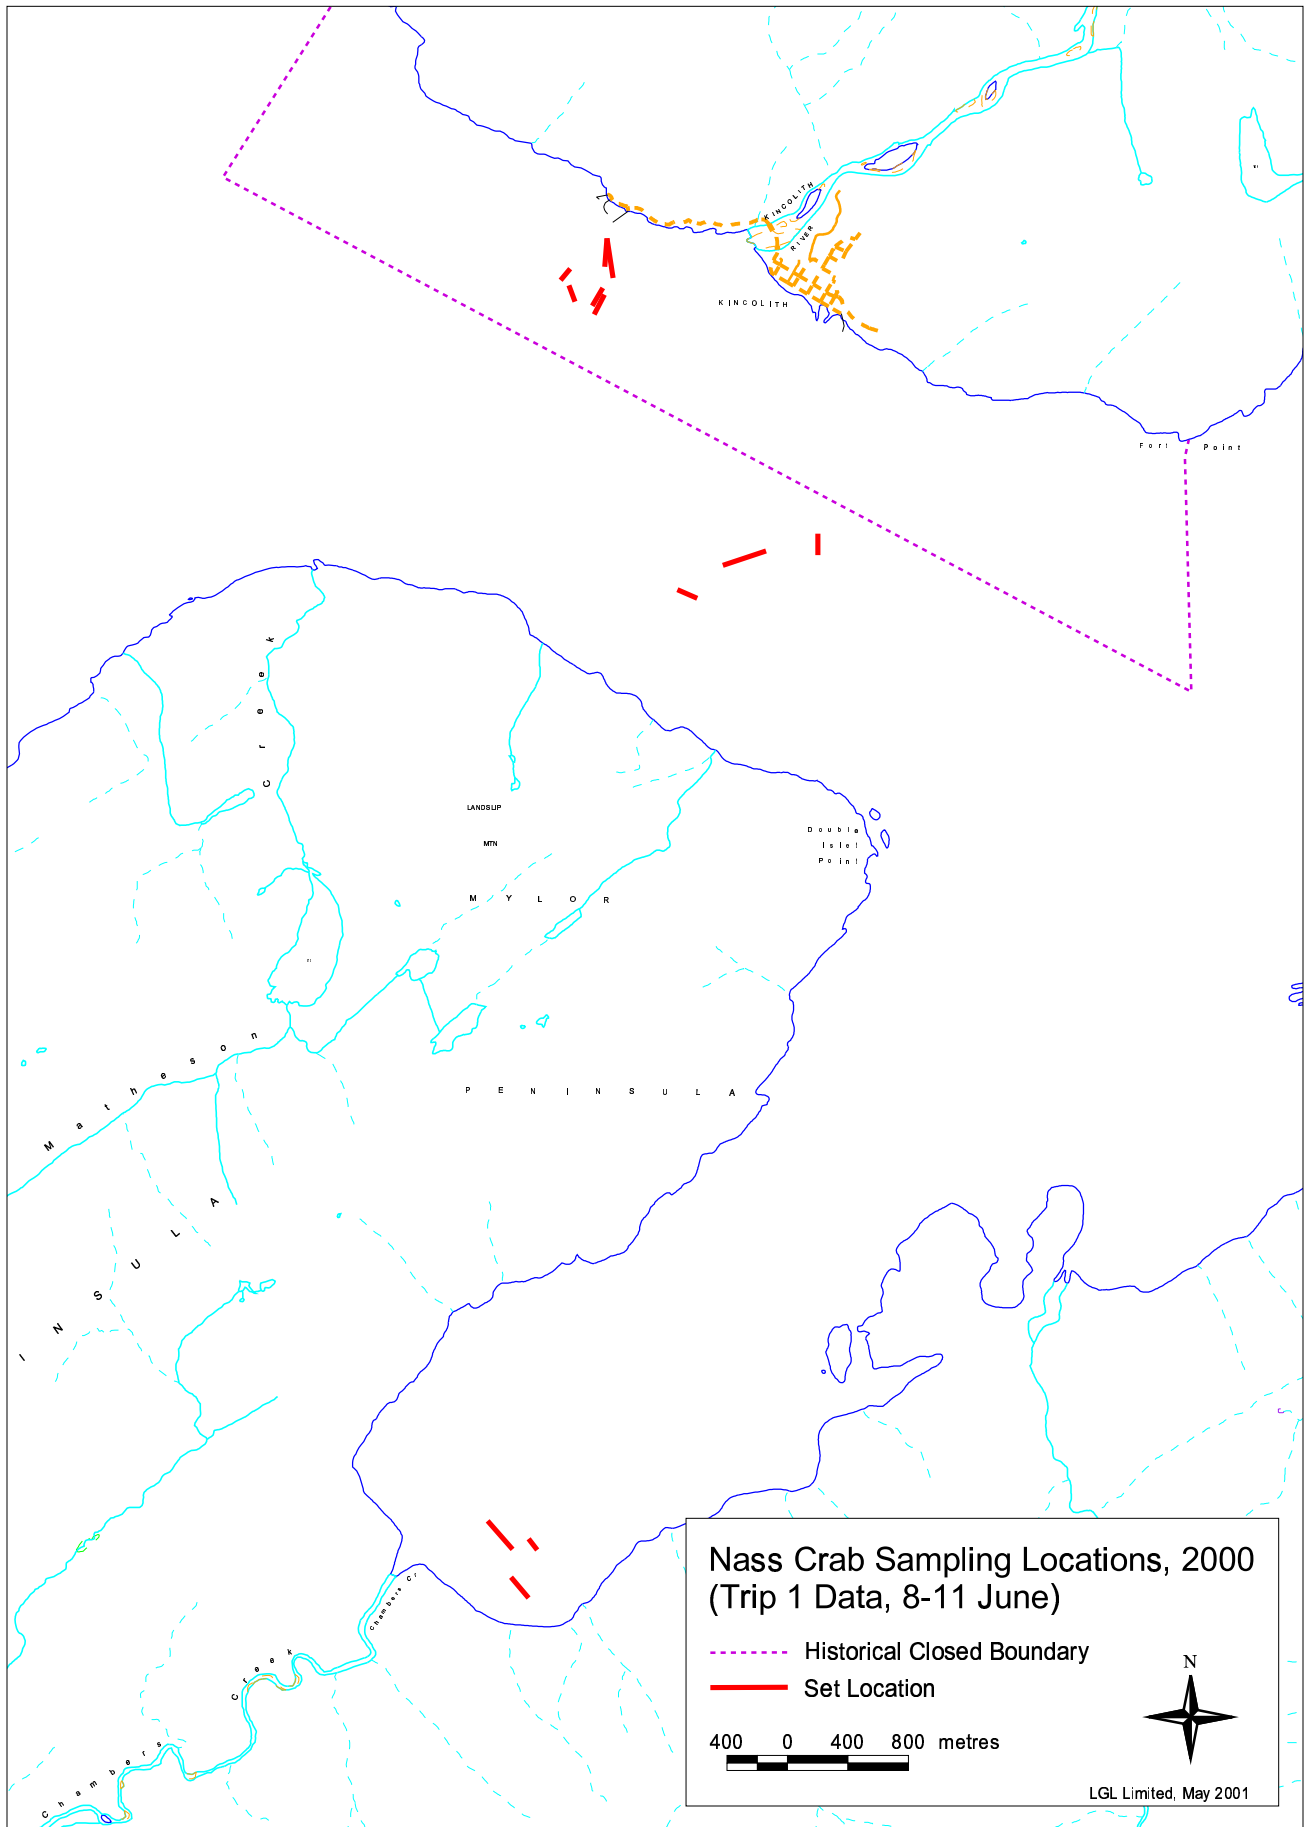 KINCOLITH
RIVER
KINCOLITH
Fort Point
Creek
LANDSLIP
MTN
Double
Islet
Point
MYLOR
Matheson
PENINSULA
INSULA
Chambers Cr
Chambers Creek
Nass Crab Sampling Locations, 2000
(Trip 1 Data, 8-11 June)
Historical Closed Boundary
Set Location
N
400 0 400 800 metres
LGL Limited, May 2001